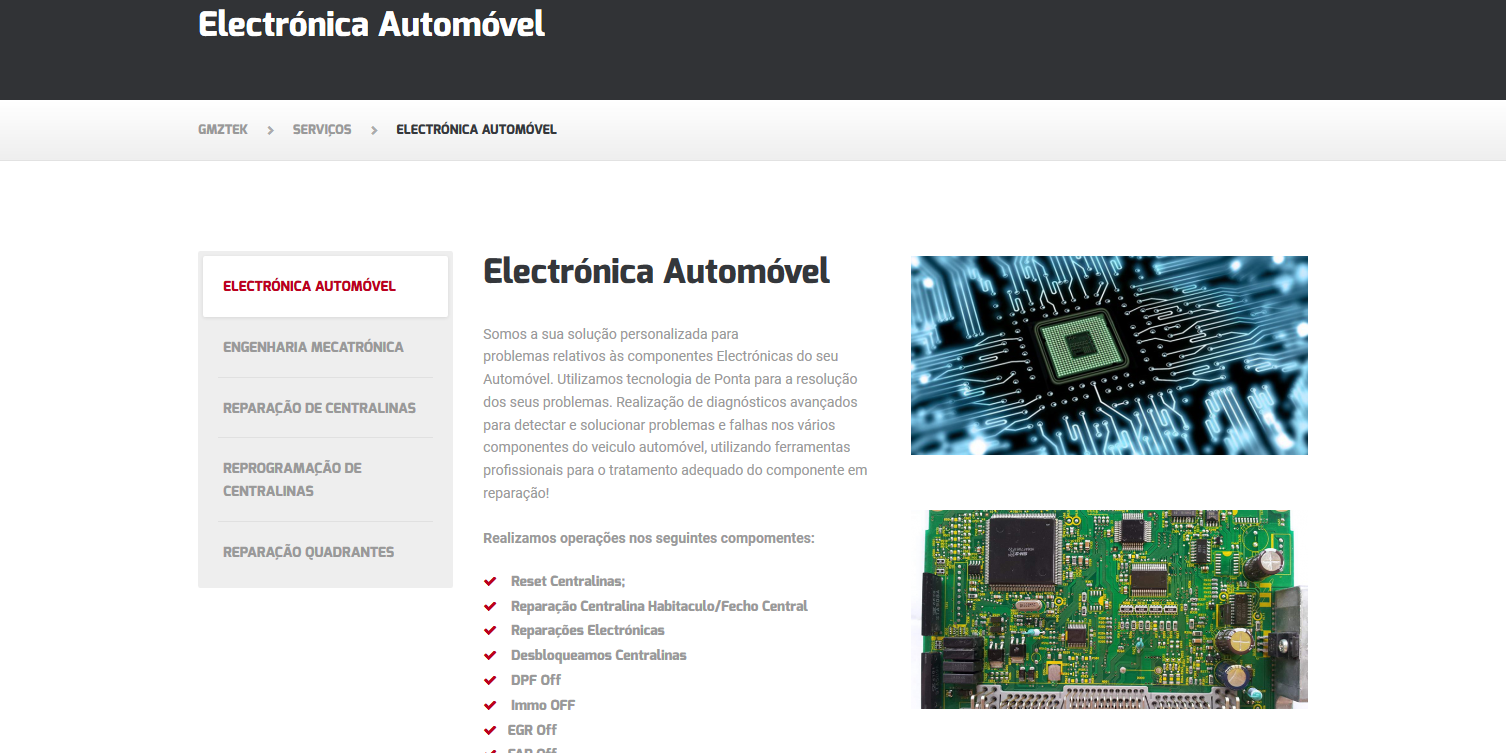 Electrónica Automóvel
GMZTEK
SERVIÇOS
ELECTRÓNICA AUTOMÓVEL
ELECTRÓNICA AUTOMÓVEL
ENGENHARIA MECATRÓNICA
REPARAÇÃO DE CENTRALINAS
REPROGRAMAÇÃO DE
CENTRALINAS
REPARAÇÃO QUADRANTES
Electrónica Automóvel
Somos a sua solução personalizada para
problemas relativos às componentes Electrónicas do seu
Automóvel. Utilizamos tecnologia de Ponta para a resolução
dos seus problemas. Realização de diagnósticos avançados
para detectar e solucionar problemas e falhas nos vários
componentes do veiculo automóvel, utilizando ferramentas
profissionais para o tratamento adequado do componente em
reparação!
Realizamos operações nos seguintes compomentes:
Reset Centralinas;
Reparação Centralina Habitaculo/Fecho Central
Reparações Electrónicas
Desbloqueamos Centralinas
DPF Off
Immo OFF
EGR Off